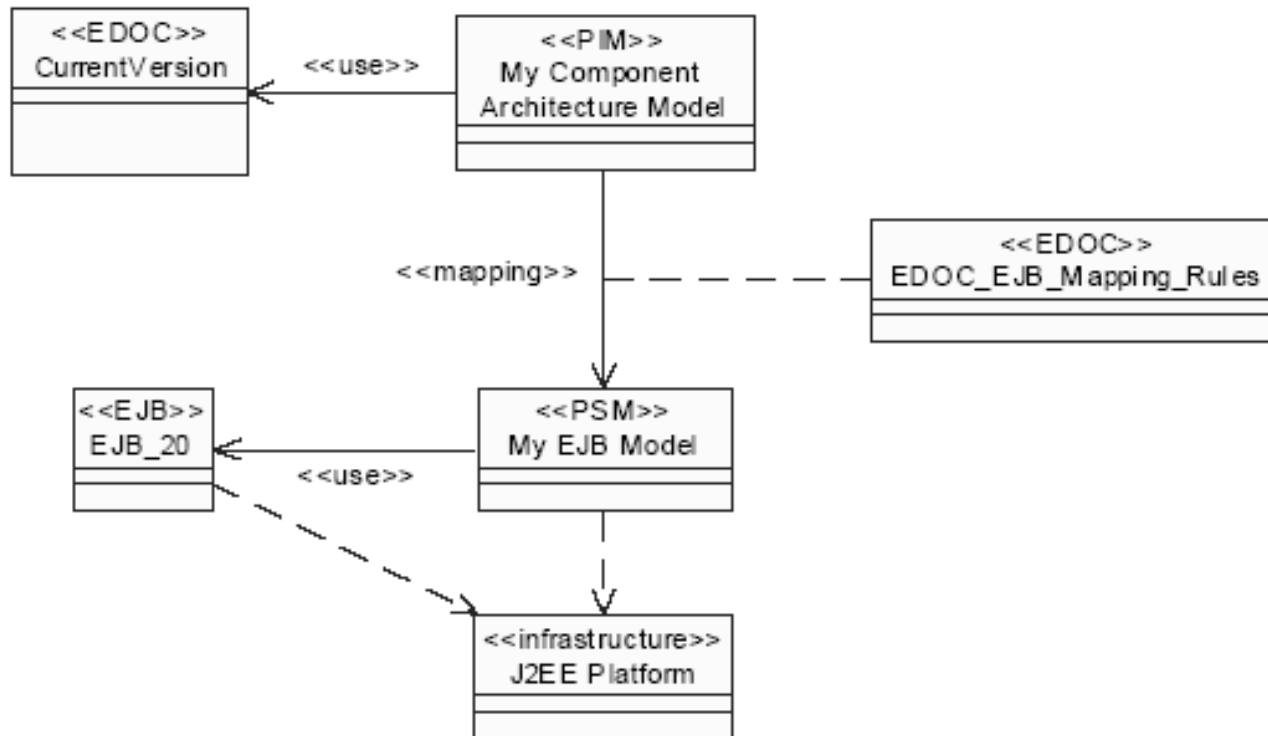 <<EDOC>>
CurrentVersion
<<use>>
<<PIM>>
My Component
Architecture Model
<<mapping>>
<<EDOC>>
EDOC_EJB_Mapping_Rules
<<EJB>>
EJB_20
<<use>>
<<PSM>>
My EJB Model
<<infrastructure>>
J2EE Platform